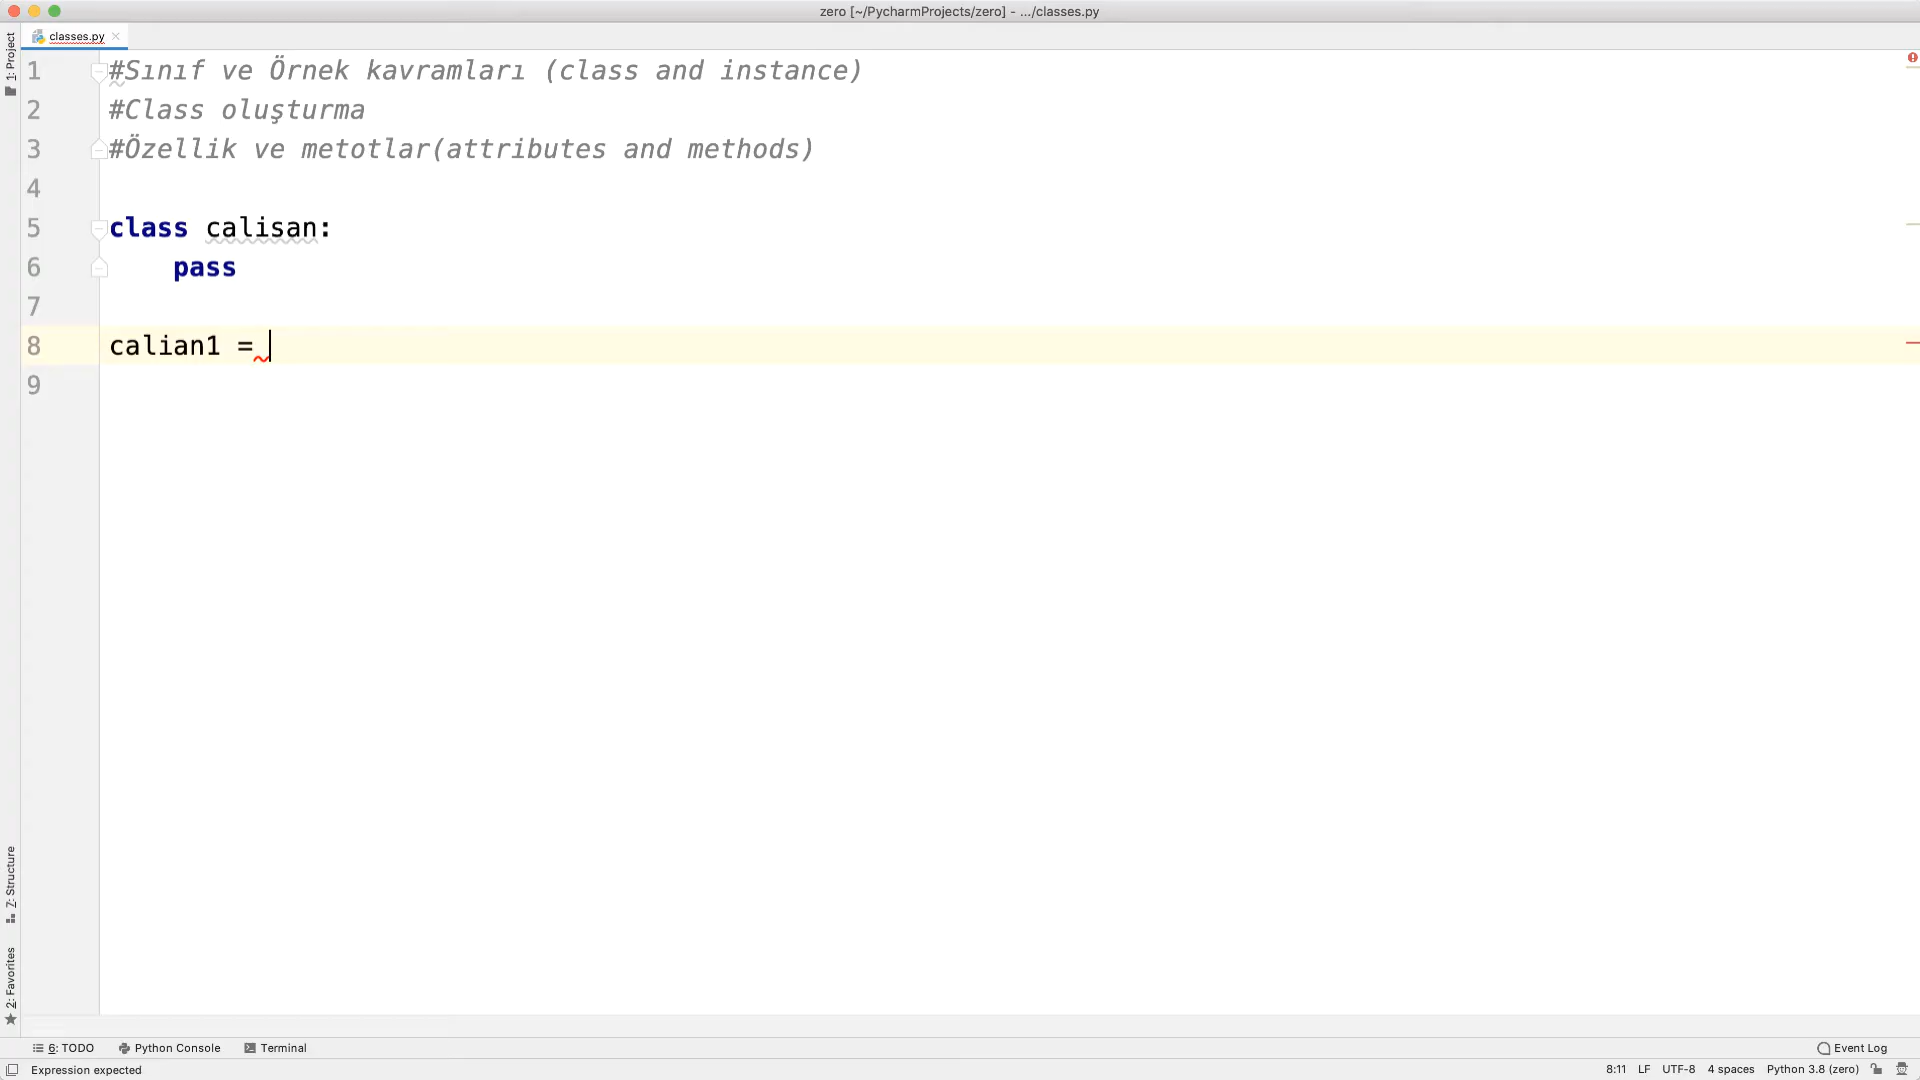 zero [~/PycharmProjects/zero] - .../classes.py
classes.py
1: Project
1 #Sınıf ve Örnek kavramları (class and instance)
2 #Class oluşturma
3 #Özellik ve metotlar(attributes and methods)
4
5 class calisan:
6 pass
7
8 calian1 =
9
Z: Structure
2: Favorites
6: TODO Python Console Terminal Event Log
Expression expected 8:11 LF UTF-8 4 spaces Python 3.8 (zero)